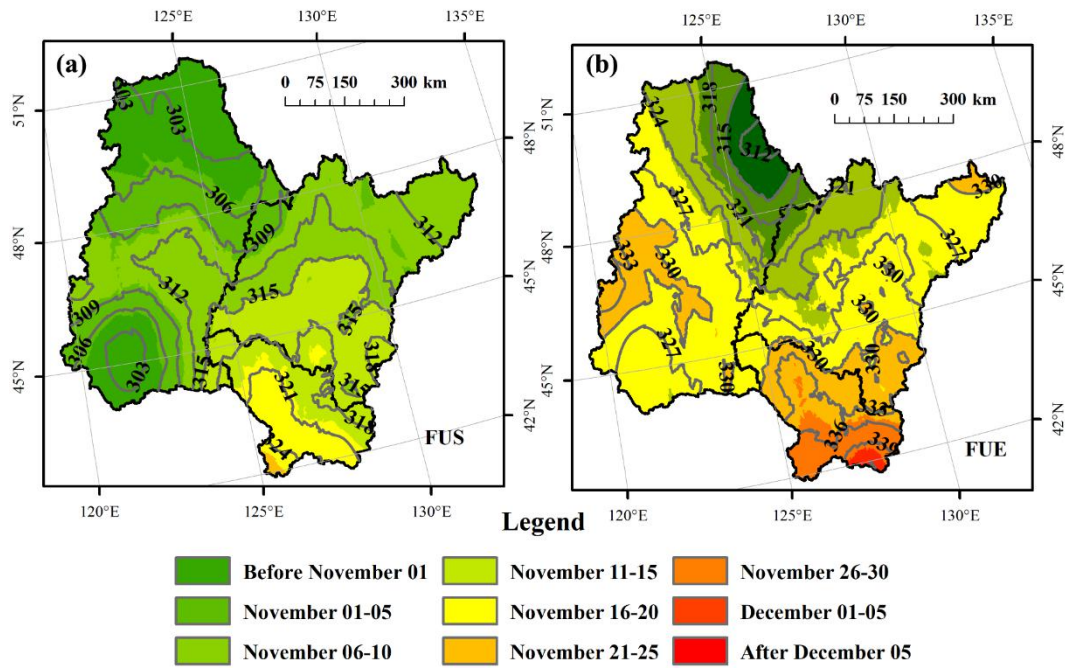 125°E 130°E 135°E 125°E 130°E 135°E
(a) 0 75 150 300 km
(b) 0 75 150 300 km
51°N 48°N 45°N
48°N 45°N 42°N
51°N 48°N 45°N
48°N 45°N 42°N
303 303 306 309 312 312 315 309 306 303 315 315 318 318 318 321 324
FUS
324 318 315 312 321 321 327 339 327 333 330 330 330 327 330 330 330 333 336 339
FUE
120°E 125°E 130°E 120°E 125°E 130°E
Legend
Before November 01 November 11-15 November 26-30
November 01-05 November 16-20 December 01-05
November 06-10 November 21-25 After December 05